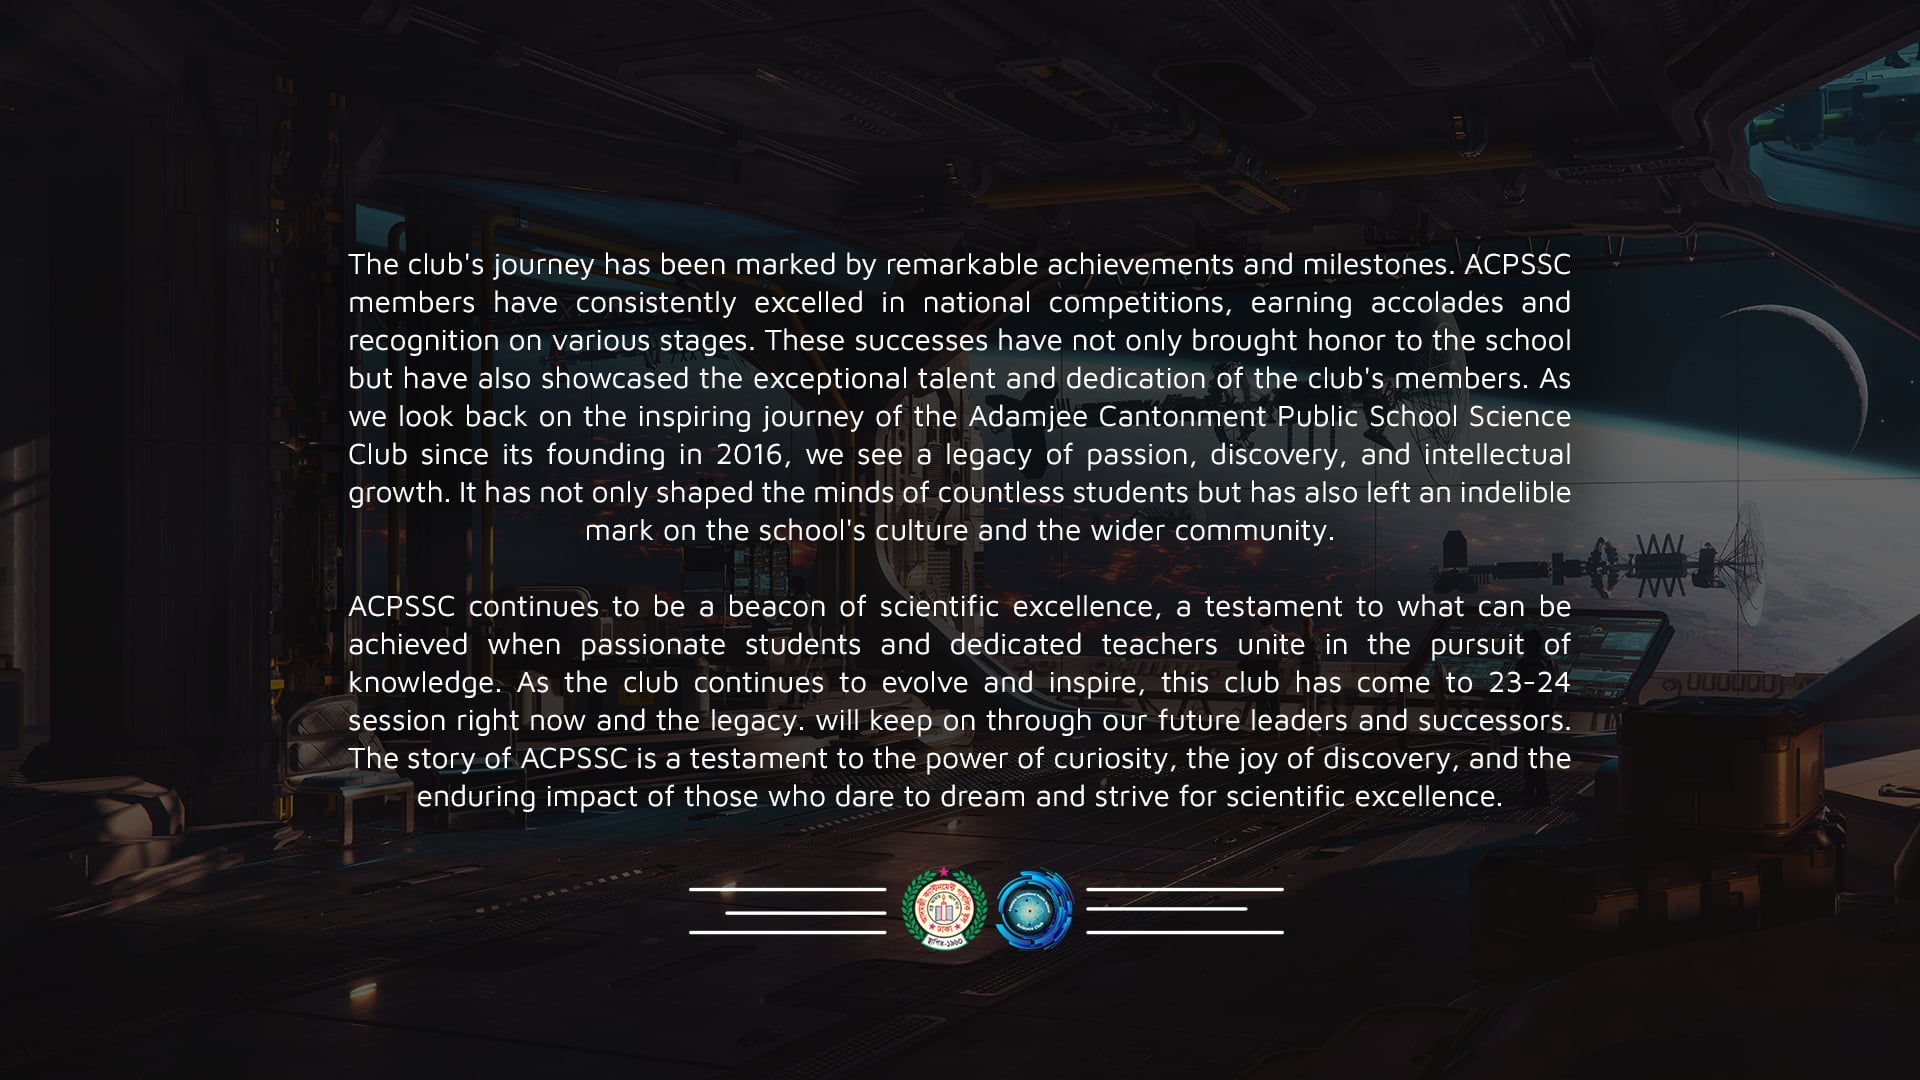 The club's journey has been marked by remarkable achievements and milestones. ACPSSC
members have consistently excelled in national competitions, earning accolades and
recognition on various stages. These successes have not only brought honor to the school
but have also showcased the exceptional talent and dedication of the club's members. As
we look back on the inspiring journey of the Adamjee Cantonment Public School Science
Club since its founding in 2016, we see a legacy of passion, discovery, and intellectual
growth. It has not only shaped the minds of countless students but has also left an indelible
mark on the school's culture and the wider community.
ACPSSC continues to be a beacon of scientific excellence, a testament to what can be
achieved when passionate students and dedicated teachers unite in the pursuit of
knowledge. As the club continues to evolve and inspire, this club has come to 23-24
session right now and the legacy. will keep on through our future leaders and successors.
The story of ACPSSC is a testament to the power of curiosity, the joy of discovery, and the
enduring impact of those who dare to dream and strive for scientific excellence.
ক্যান্টনমেন্ট পাবলিক স্কুল
ঢাকা
স্থাপিত-১৯৬০